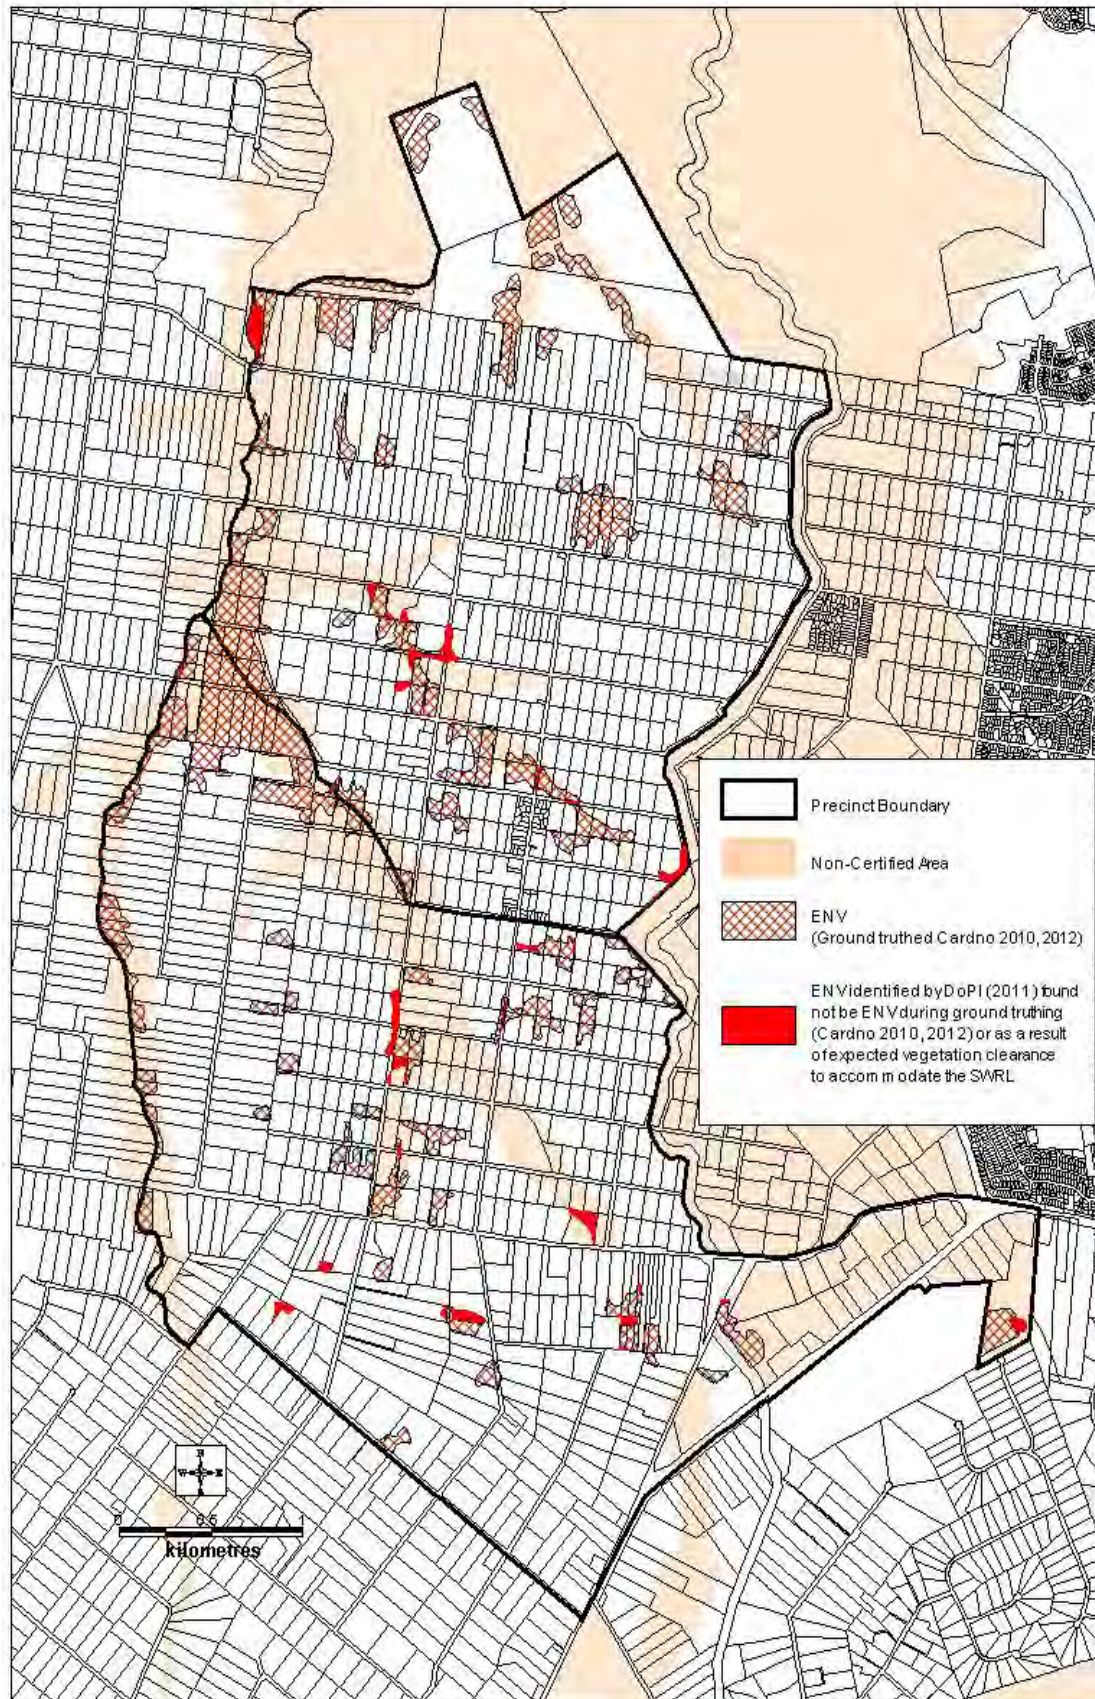 Precinct Boundary
Non-Certified Area
ENV
(Ground truthed Cardno 2010, 2012)
ENV identified by DoPI (2011) found
not be ENV during ground truthing
(Cardno 2010, 2012) or as a result
of expected vegetation clearance
to accommodate the SWRL
N
W E
S
0 0.5 1
kilometres